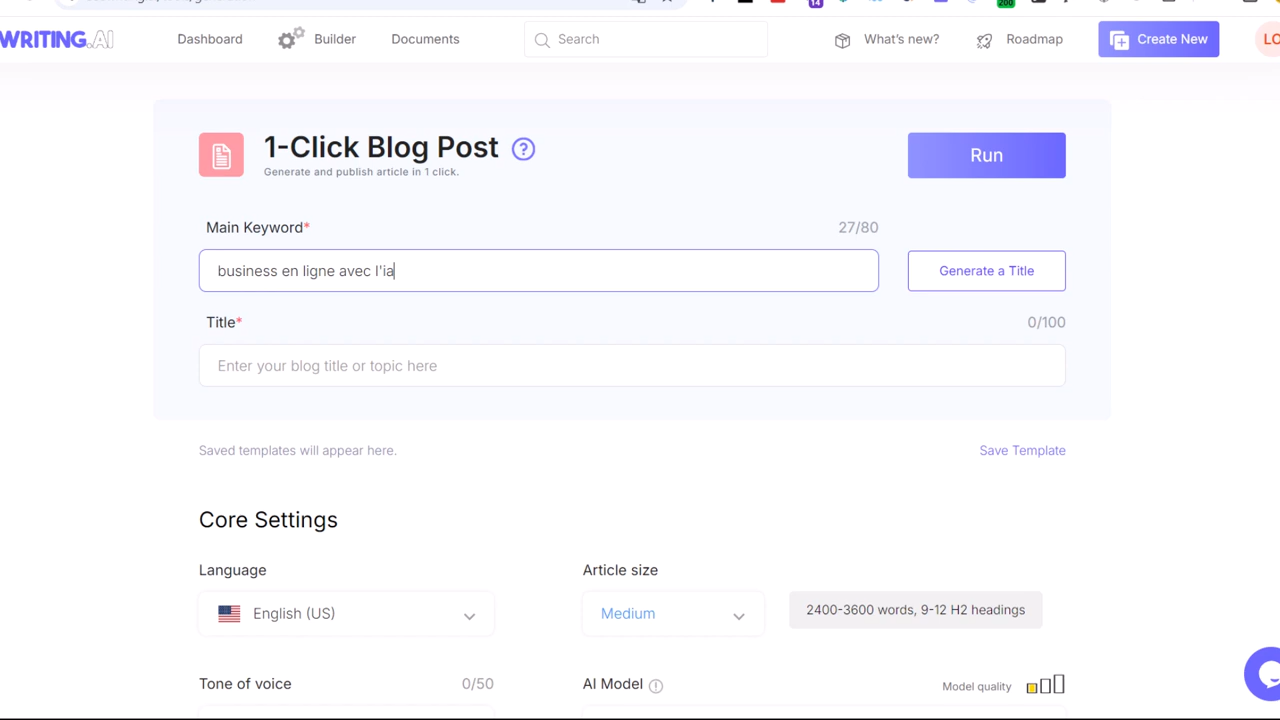 WRITING.AI
Dashboard
Builder
Documents
Search
What's new?
Roadmap
Create New
LO
1-Click Blog Post
Generate and publish article in 1 click.
Run
Main Keyword*
27/80
business en ligne avec l'ia
Generate a Title
Title*
0/100
Enter your blog title or topic here
Saved templates will appear here.
Save Template
Core Settings
Language
Article size
English (US)
Medium
2400-3600 words, 9-12 H2 headings
Tone of voice
0/50
AI Model
Model quality